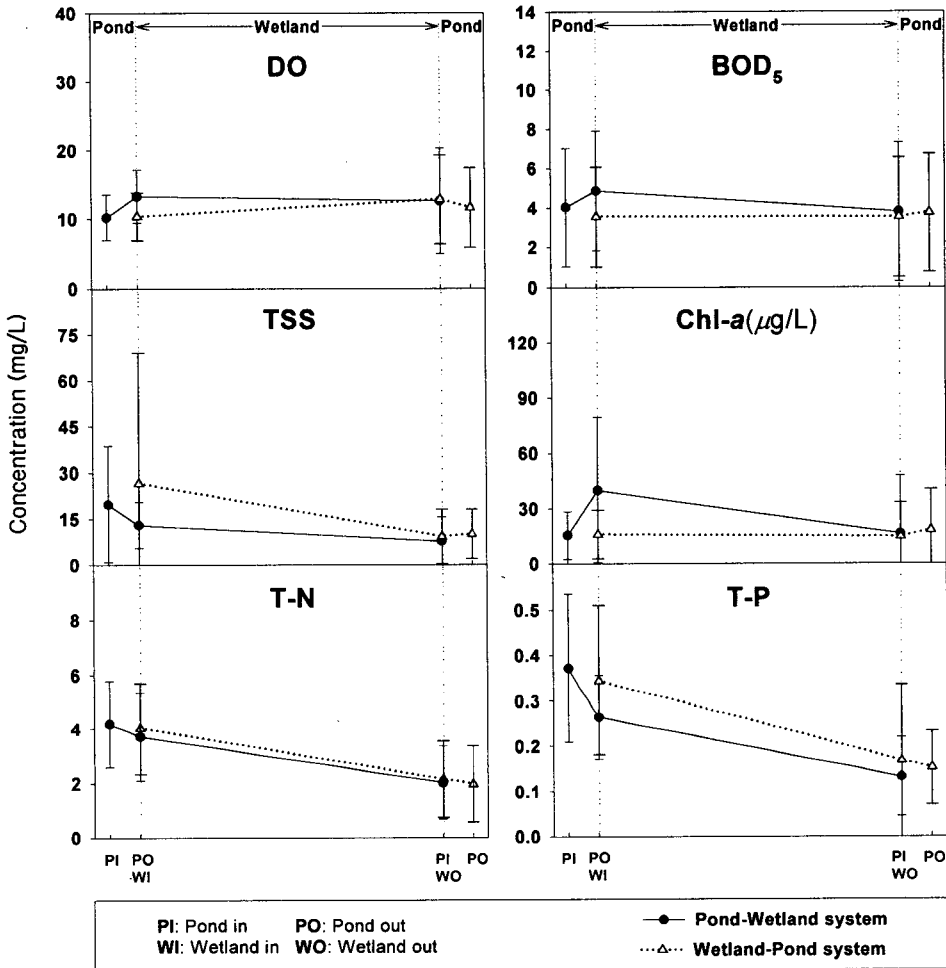 Concentration (mg/L)
Pond Wetland Pond
DO
40
30
20
10
0
Pond Wetland Pond
BOD5
14
12
10
8
6
4
2
0
TSS
75
60
45
30
15
0
Chl-a(μg/L)
120
90
60
30
0
T-N
8
6
4
2
0
T-P
0.5
0.4
0.3
0.2
0.1
0.0
PI PO PI PO
WI WO
PI PO PI PO
WI WO
PI: Pond in PO: Pond out
WI: Wetland in WO: Wetland out
Pond-Wetland system
Wetland-Pond system